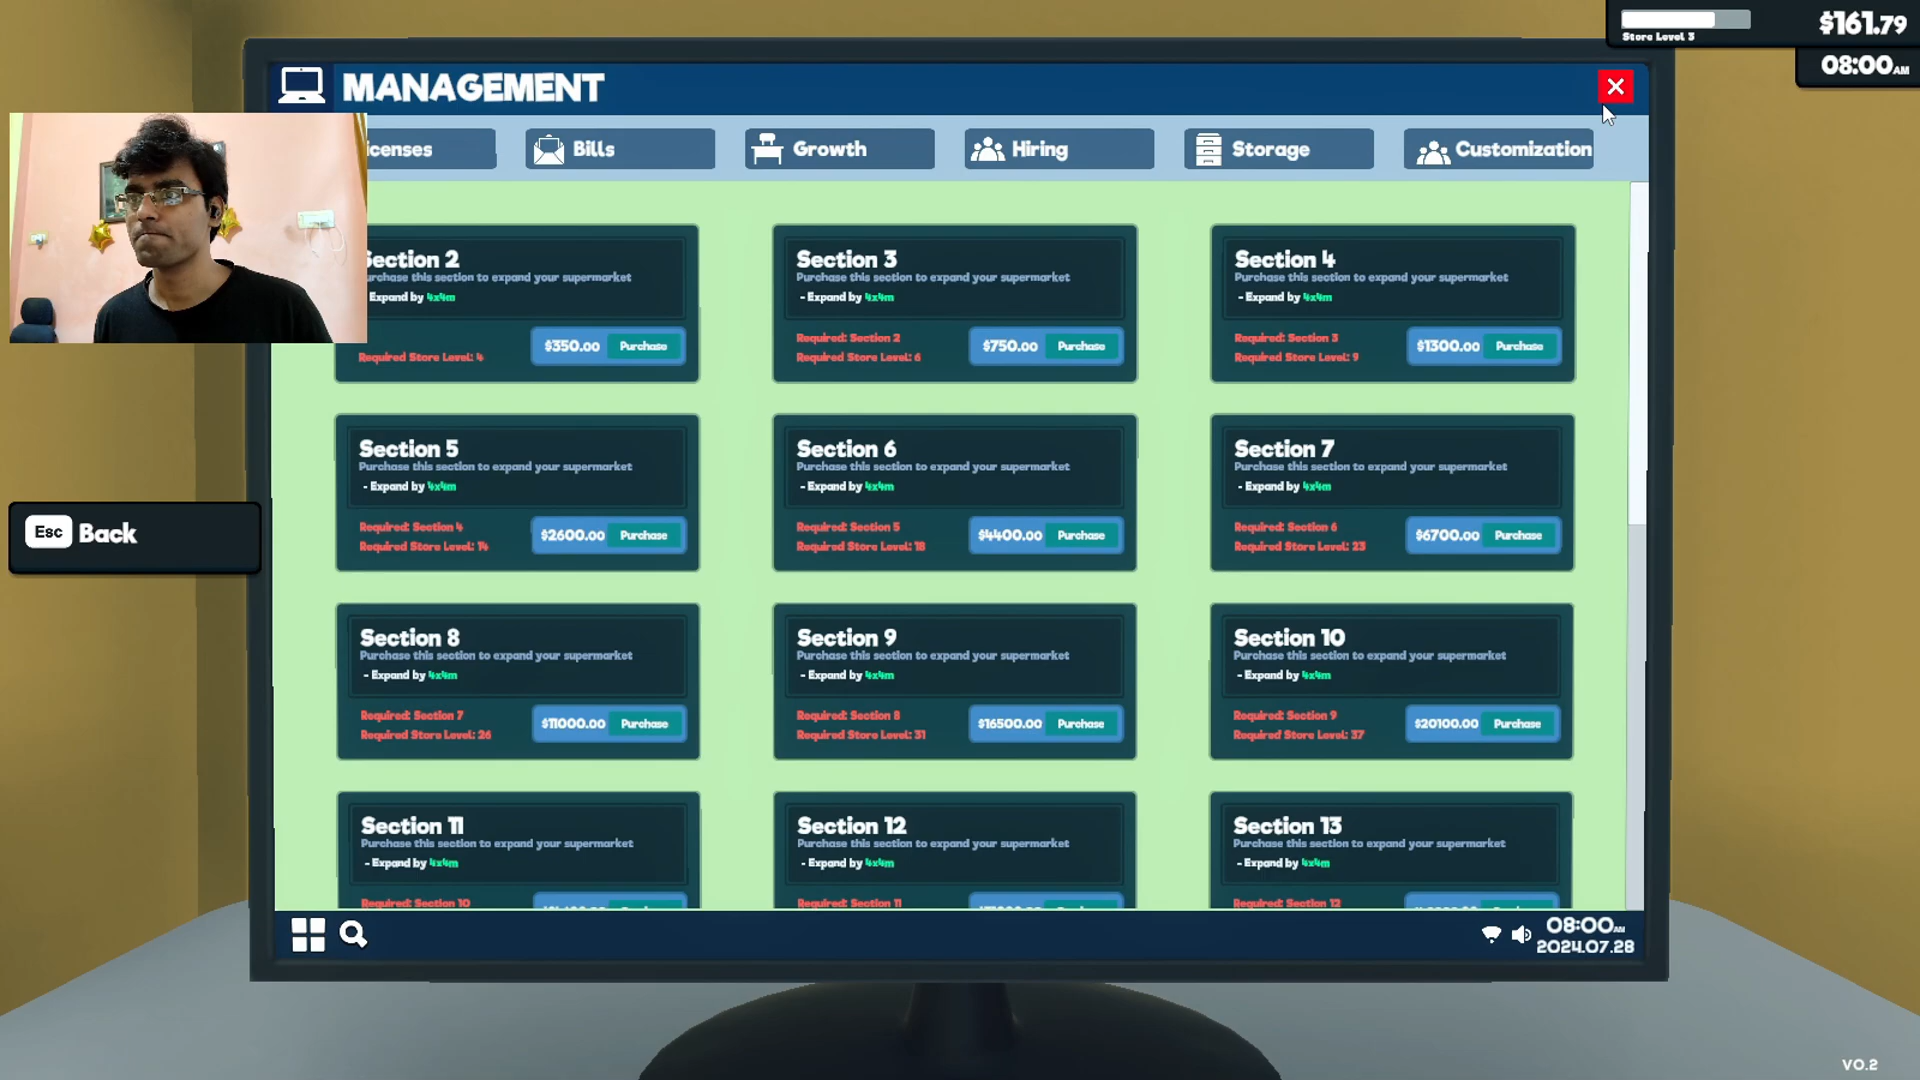 $161.79
Store Level 3
08:00AM
MANAGEMENT
icenses
Bills
Growth
Hiring
Storage
Customization
Section 2
Purchase this section to expand your supermarket
Expand by 4x4m
Required Store Level: 4
$350.00 Purchase
Section 3
Purchase this section to expand your supermarket
- Expand by 4x4m
Required: Section 2
Required Store Level: 6
$750.00 Purchase
Section 4
Purchase this section to expand your supermarket
- Expand by 4x4m
Required: Section 3
Required Store Level: 9
$1300.00 Purchase
Section 5
Purchase this section to expand your supermarket
- Expand by 4x4m
Required: Section 4
Required Store Level: 14
$2600.00 Purchase
Section 6
Purchase this section to expand your supermarket
- Expand by 4x4m
Required: Section 5
Required Store Level: 18
$4400.00 Purchase
Section 7
Purchase this section to expand your supermarket
- Expand by 4x4m
Required: Section 6
Required Store Level: 23
$6700.00 Purchase
Esc Back
Section 8
Purchase this section to expand your supermarket
- Expand by 4x4m
Required: Section 7
Required Store Level: 26
$11000.00 Purchase
Section 9
Purchase this section to expand your supermarket
- Expand by 4x4m
Required: Section 8
Required Store Level: 31
$16500.00 Purchase
Section 10
Purchase this section to expand your supermarket
- Expand by 4x4m
Required: Section 9
Required Store Level: 37
$20100.00 Purchase
Section 11
Purchase this section to expand your supermarket
- Expand by 4x4m
Required: Section 10
Section 12
Purchase this section to expand your supermarket
- Expand by 4x4m
Required: Section 11
Section 13
Purchase this section to expand your supermarket
- Expand by 4x4m
Required: Section 12
08:00AM
2024.07.28
V0.2